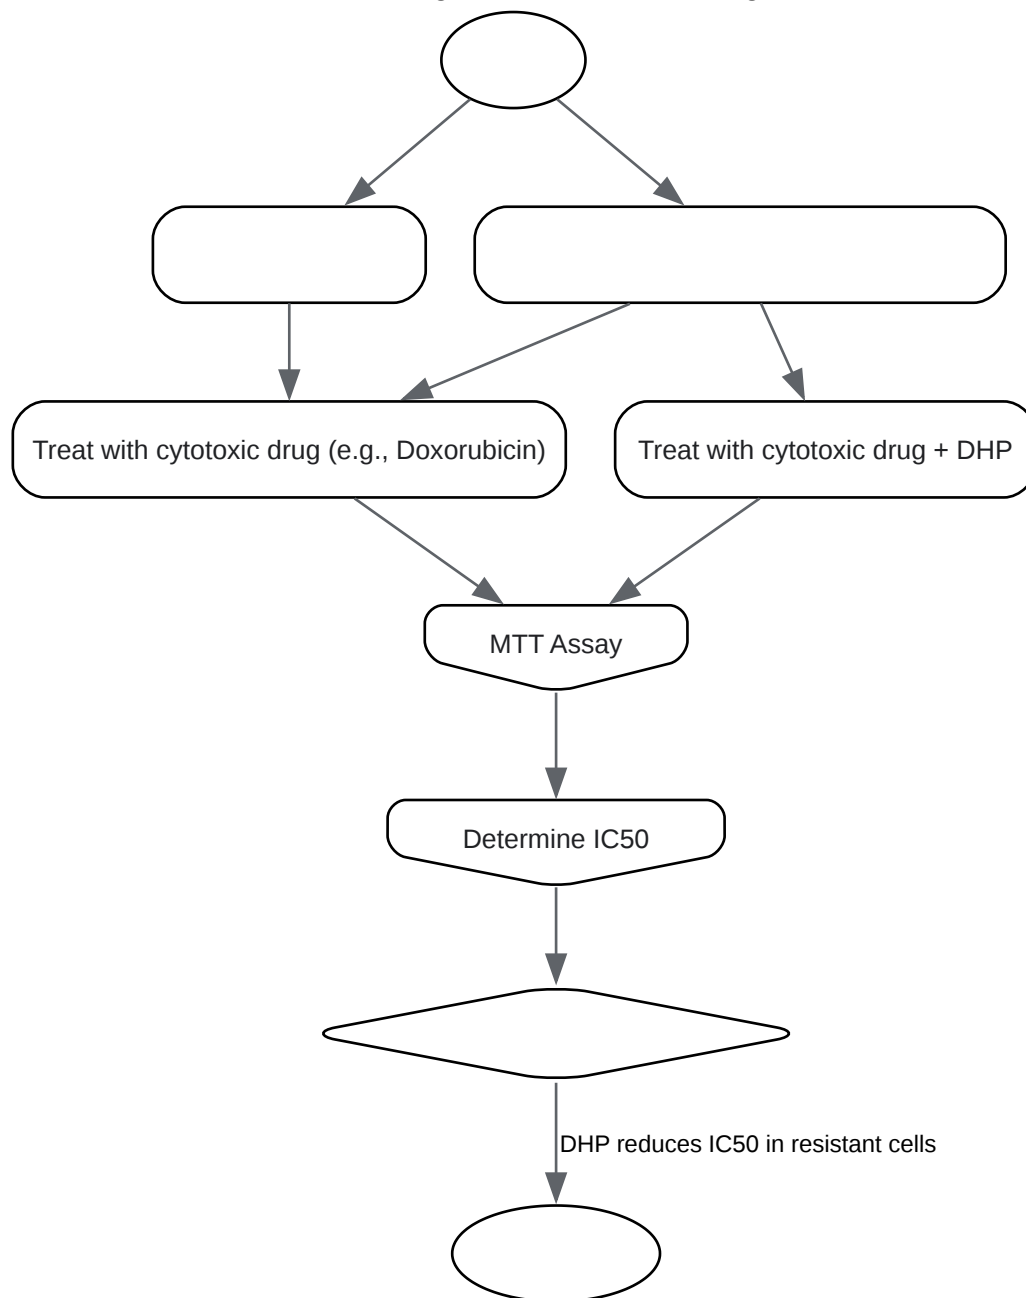 Treat with cytotoxic drug (e.g., Doxorubicin)
Treat with cytotoxic drug + DHP
MTT Assay
Determine IC50
DHP reduces IC50 in resistant cells